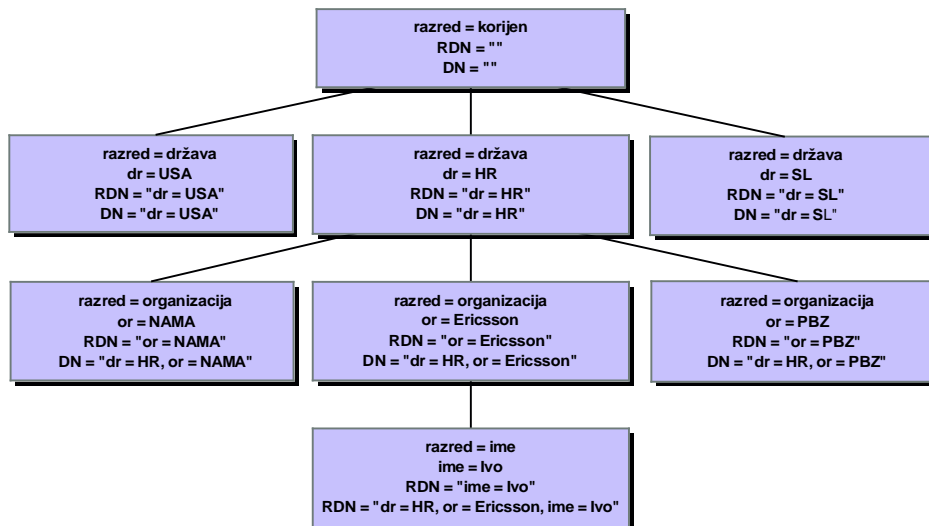 razred = korijen
RDN = ""
DN = ""
razred = država
dr = USA
RDN = "dr = USA"
DN = "dr = USA"
razred = država
dr = HR
RDN = "dr = HR"
DN = "dr = HR"
razred = država
dr = SL
RDN = "dr = SL"
DN = "dr = SL"
razred = organizacija
or = NAMA
RDN = "or = NAMA"
DN = "dr = HR, or = NAMA"
razred = organizacija
or = Ericsson
RDN = "or = Ericsson"
DN = "dr = HR, or = Ericsson"
razred = organizacija
or = PBZ
RDN = "or = PBZ"
DN = "dr = HR, or = PBZ"
razred = ime
ime = Ivo
RDN = "ime = Ivo"
RDN = "dr = HR, or = Ericsson, ime = Ivo"